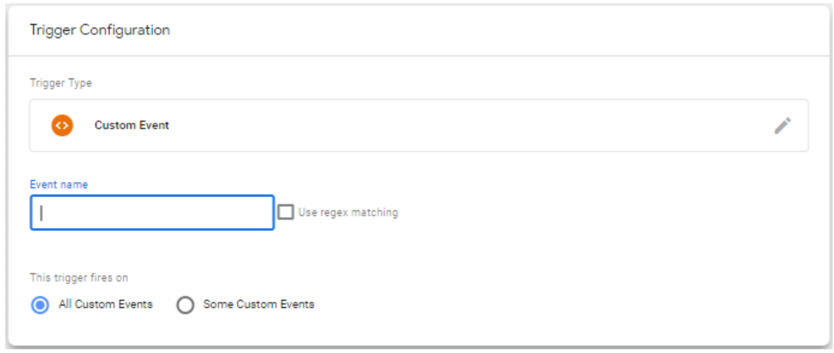 Trigger Configuration
Trigger Type
Custom Event
Event name
Use regex matching
This trigger fires on
All Custom Events Some Custom Events